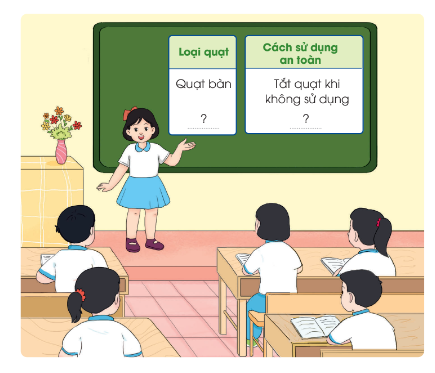 Loại quạt
Cách sử dụng
an toàn
Quạt bàn
Tắt quạt khi
không sử dụng
?
?